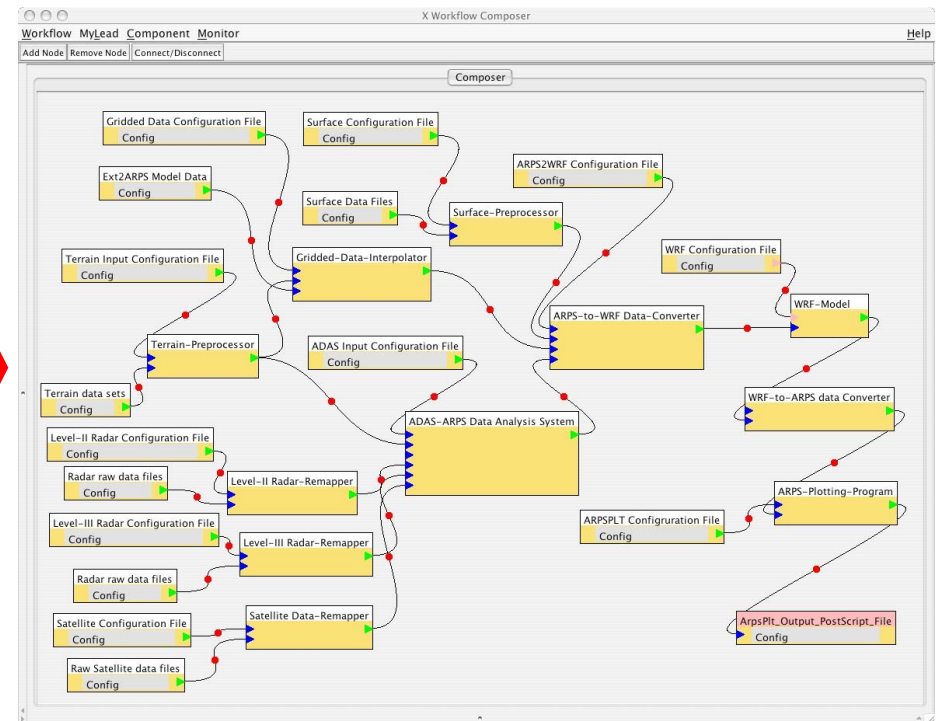 X Workflow Composer
Workflow MyLead Component Monitor Help
Add Node Remove Node Connect/Disconnect
Composer
Gridded Data Configuration File
Config
Surface Configuration File
Config
ARPS2WRF Configuration File
Config
Ext2ARPS Model Data
Config
Surface Data Files
Config
Surface-Preprocessor
WRF Configuration File
Config
Terrain Input Configuration File
Config
Gridded-Data-Interpolator
WRF-Model
ARPS-to-WRF Data-Converter
Terrain-Preprocessor
ADAS Input Configuration File
Config
Terrain data sets
Config
WRF-to-ARPS data Converter
ADAS-ARPS Data Analysis System
Level-II Radar Configuration File
Config
Radar raw data files
Config
Level-II Radar-Remapper
ARPS-Plotting-Program
Level-III Radar Configuration File
Config
ARPSPLT Configruration File
Config
Level-III Radar-Remapper
Radar raw data files
Config
Satellite Configuration File
Config
Satellite Data-Remapper
ArpsPlt_Output_PostScript_File
Config
Raw Satellite data files
Config